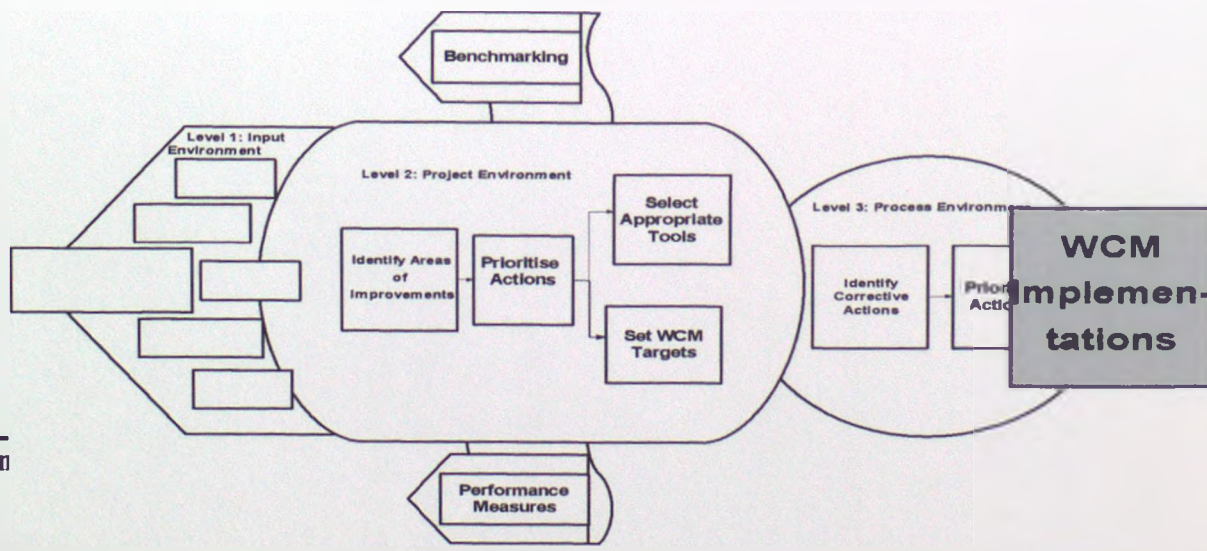 Benchmarking
Level 1: Input
Environment
Level 2: Project Environment
Identify Areas
of
Improvements
Prioritise
Actions
Select
Appropriate
Tools
Set WCM
Targets
Level 3: Process
Identify
Corrective
Actions
WCM
Implemen-
tations
Performance
Measures